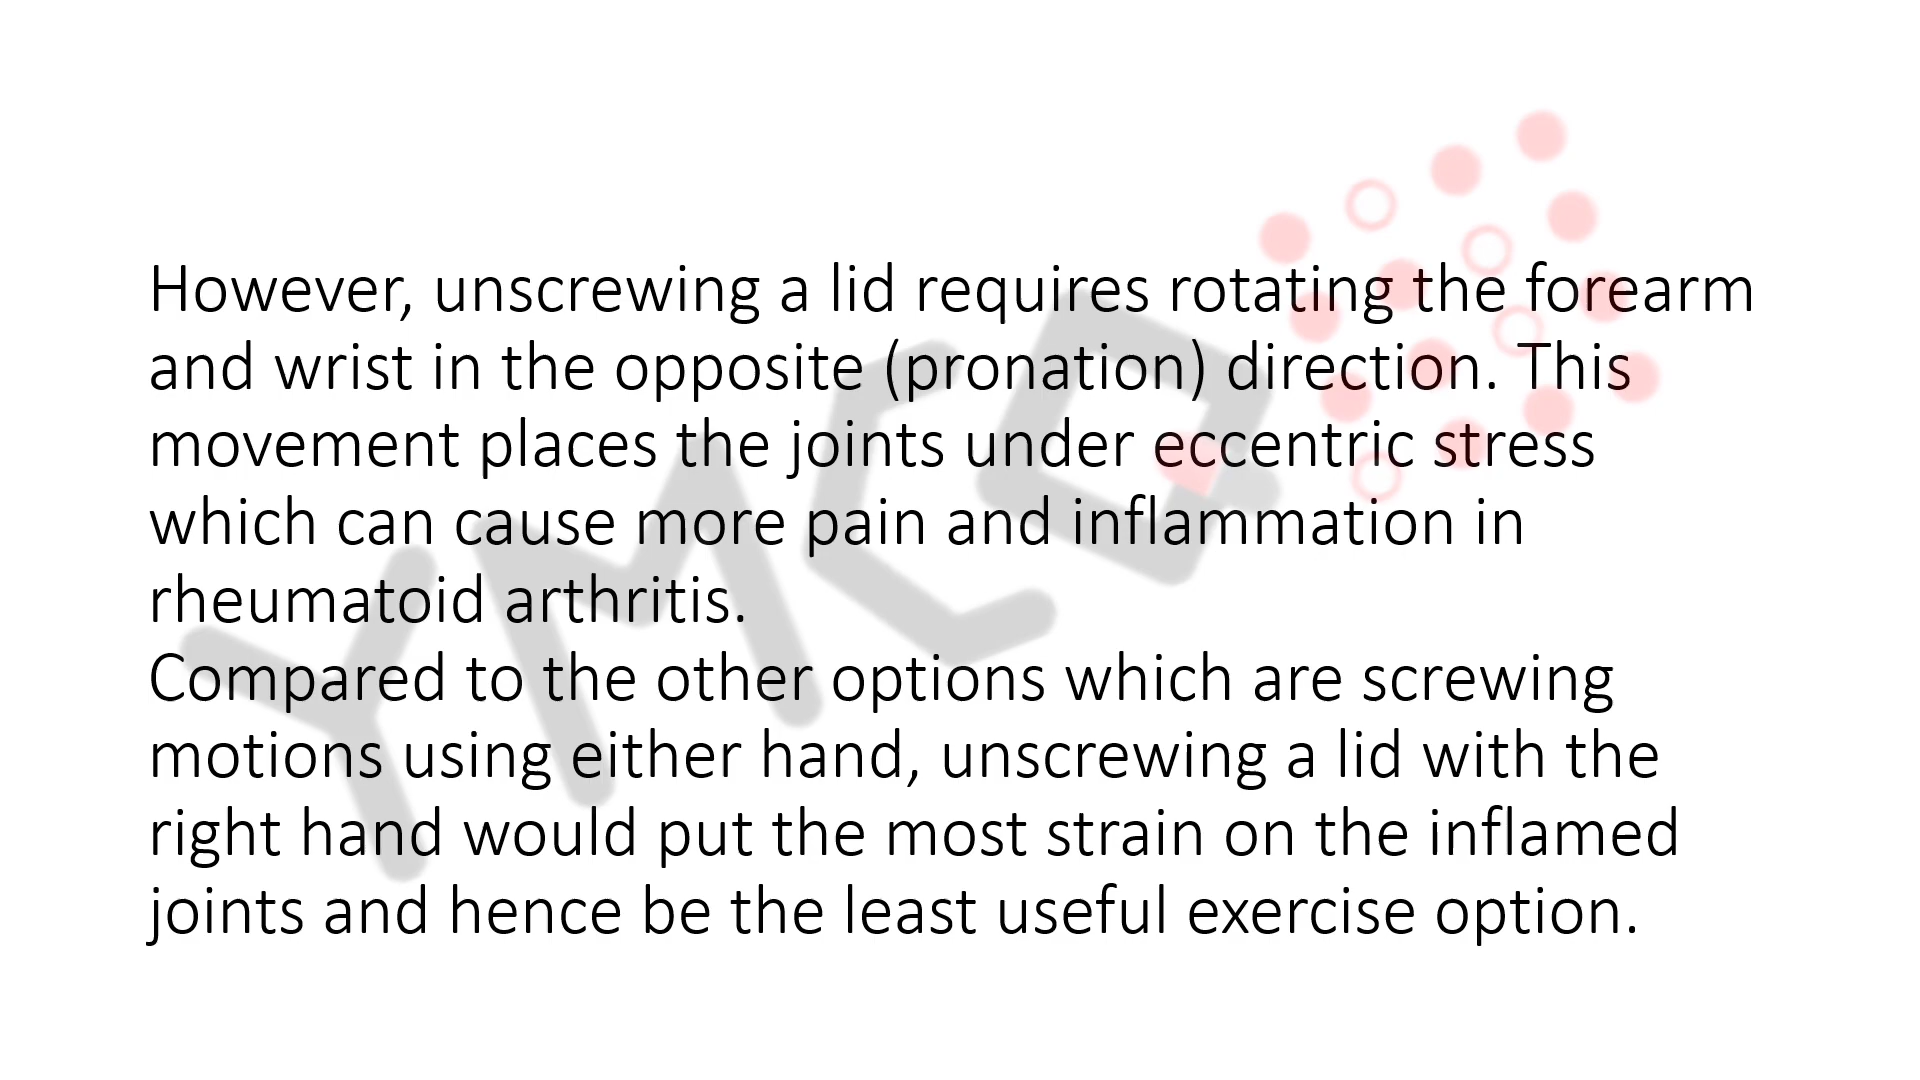 However, unscrewing a lid requires rotating the forearm
and wrist in the opposite (pronation) direction. This
movement places the joints under eccentric stress
which can cause more pain and inflammation in
rheumatoid arthritis.
Compared to the other options which are screwing
motions using either hand, unscrewing a lid with the
right hand would put the most strain on the inflamed
joints and hence be the least useful exercise option.
YMCQ